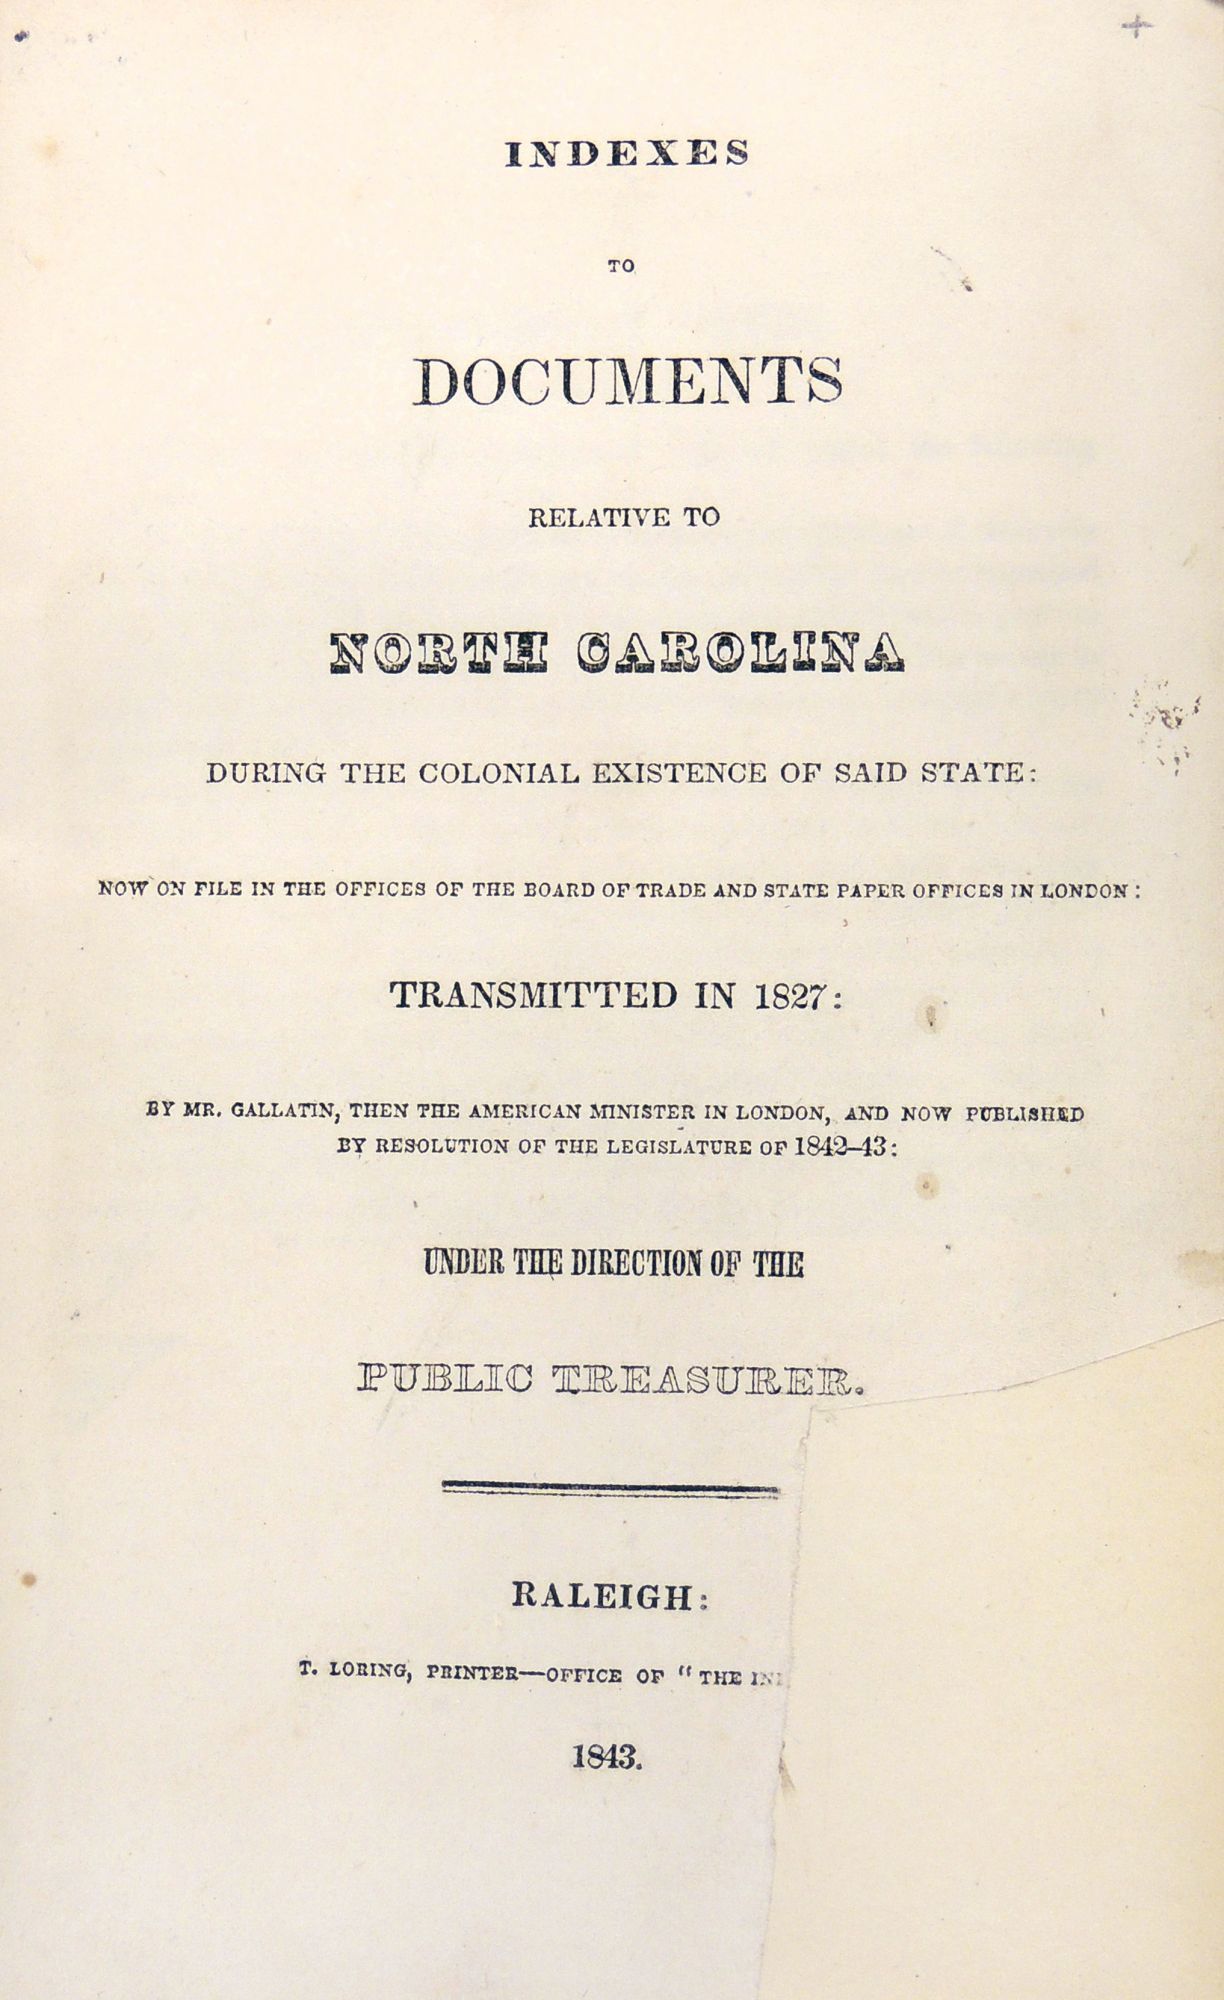 INDEXES
TO
DOCUMENTS
RELATIVE TO
NORTH CAROLINA
DURING THE COLONIAL EXISTENCE OF SAID STATE:
NOW ON FILE IN THE OFFICES OF THE BOARD OF TRADE AND STATE PAPER OFFICES IN LONDON:
TRANSMITTED IN 1827:
BY MR. GALLATIN, THEN THE AMERICAN MINISTER IN LONDON, AND NOW PUBLISHED
BY RESOLUTION OF THE LEGISLATURE OF 1842-43:
UNDER THE DIRECTION OF THE
PUBLIC TREASURER.
RALEIGH:
T. LORING, PRINTER—OFFICE OF "THE
1843.